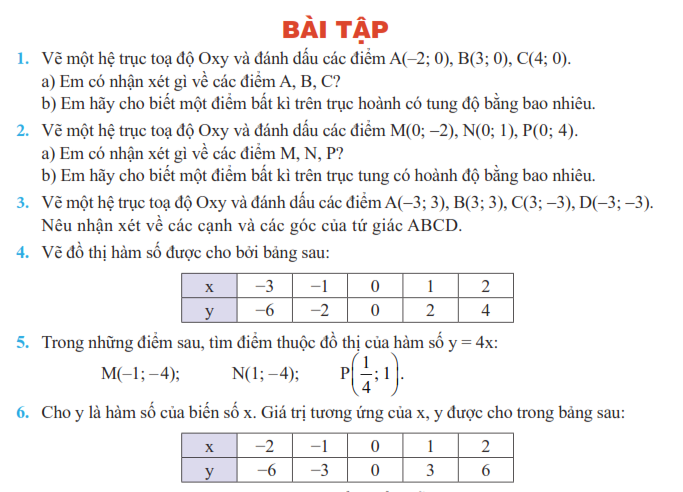 BÀI TẬP
1. Vẽ một hệ trục toạ độ Oxy và đánh dấu các điểm A(–2; 0), B(3; 0), C(4; 0).
a) Em có nhận xét gì về các điểm A, B, C?
b) Em hãy cho biết một điểm bất kì trên trục hoành có tung độ bằng bao nhiêu.
2. Vẽ một hệ trục toạ độ Oxy và đánh dấu các điểm M(0; –2), N(0; 1), P(0; 4).
a) Em có nhận xét gì về các điểm M, N, P?
b) Em hãy cho biết một điểm bất kì trên trục tung có hoành độ bằng bao nhiêu.
3. Vẽ một hệ trục toạ độ Oxy và đánh dấu các điểm A(–3; 3), B(3; 3), C(3; –3), D(–3; –3).
Nêu nhận xét về các cạnh và các góc của tứ giác ABCD.
4. Vẽ đồ thị hàm số được cho bởi bảng sau:
x –3 –1 0 1 2
y –6 –2 0 2 4
5. Trong những điểm sau, tìm điểm thuộc đồ thị của hàm số y = 4x:
M(–1; –4); N(1; –4); P(1/4; 1).
6. Cho y là hàm số của biến số x. Giá trị tương ứng của x, y được cho trong bảng sau:
x –2 –1 0 1 2
y –6 –3 0 3 6